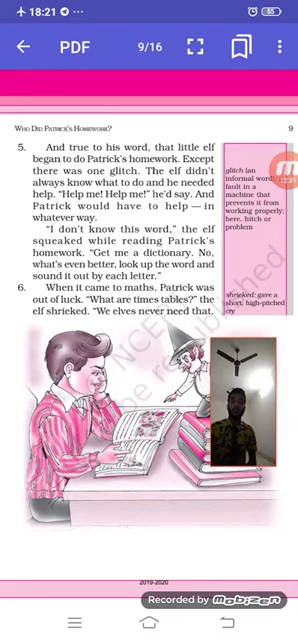 18:21
55
PDF
9/16
WHO DID PATRICK'S HOMEWORK?
9
5. And true to his word, that little elf
began to do Patrick's homework. Except
there was one glitch. The elf didn't
always know what to do and he needed
help. "Help me! Help me!" he'd say. And
Patrick would have to help — in
whatever way.
"I don't know this word," the elf
squeaked while reading Patrick's
homework. "Get me a dictionary. No,
what's even better, look up the word and
sound it out by each letter."
6. When it came to maths, Patrick was
out of luck. "What are times tables?" the
elf shrieked. "We elves never need that.
glitch (an
informal word):
fault in a
machine that
prevents it from
working properly;
here, hitch or
problem
shrieked: gave a
short, high-pitched
cry
be republished
2019-2020
Recorded by
Mobizen